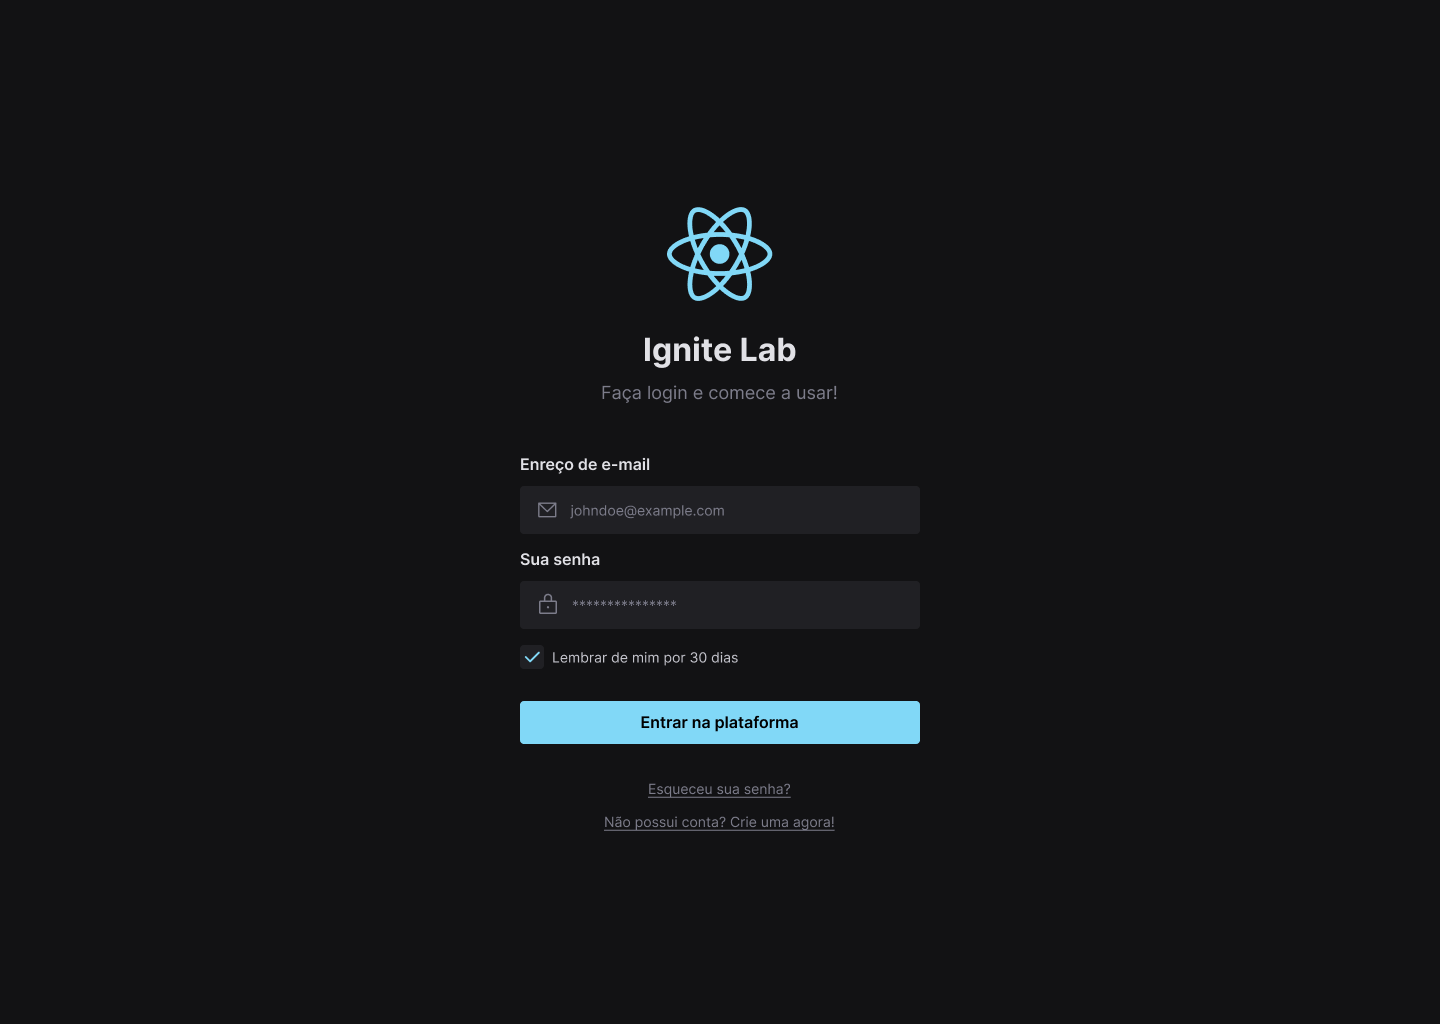 Ignite Lab
Faça login e comece a usar!
Enreço de e-mail
johndoe@example.com
Sua senha
***************
Lembrar de mim por 30 dias
Entrar na plataforma
Esqueceu sua senha?
Não possui conta? Crie uma agora!